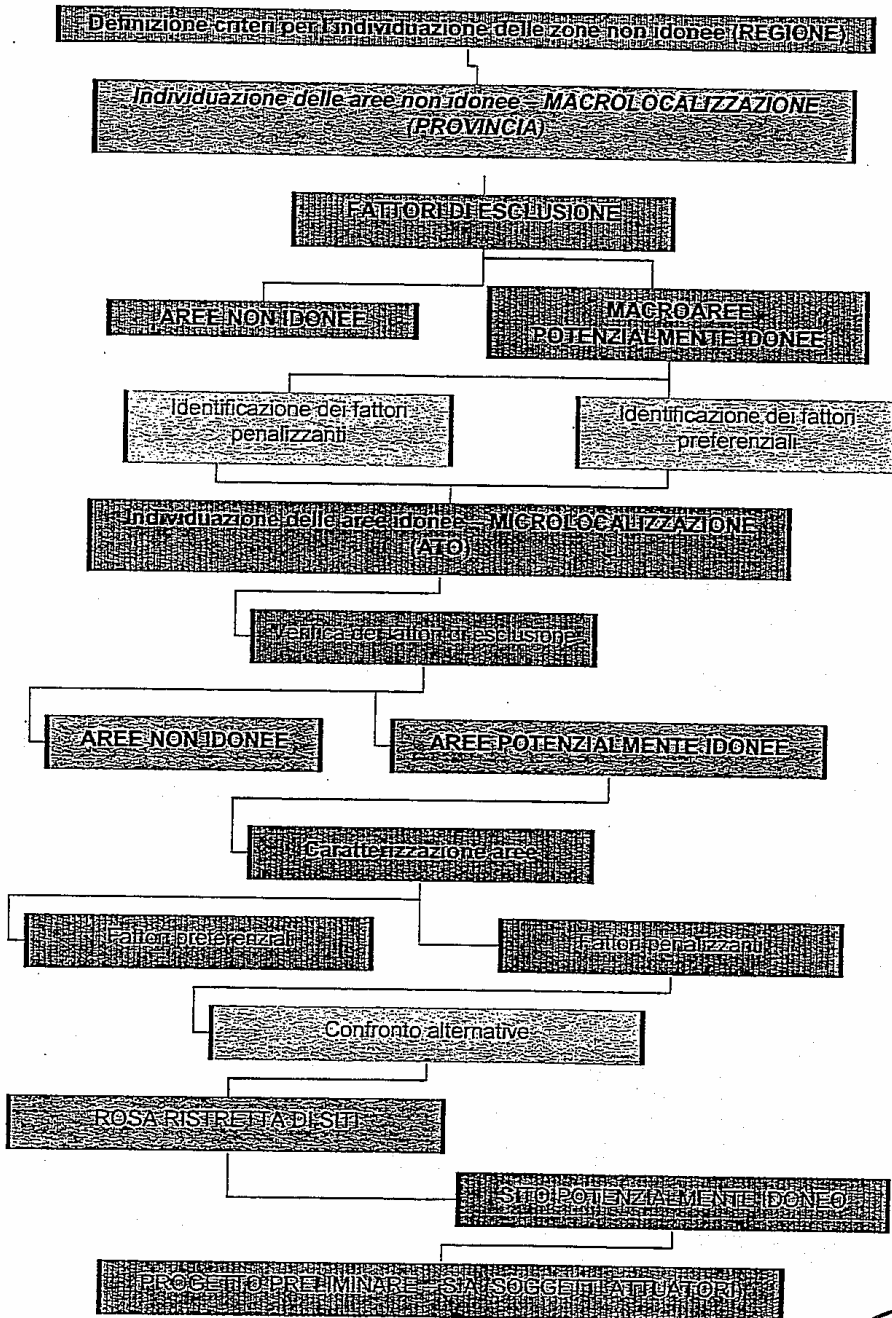 Definizione criteri per l'individuazione delle zone non idonee (REGIONE)
Individuazione delle aree non idonee – MACROLOCALIZZAZIONE
(PROVINCIA)
FATTORI DI ESCLUSIONE
AREE NON IDONEE
MACROAREE
POTENZIALMENTE IDONEE
Identificazione dei fattori
penalizzanti
Identificazione dei fattori
preferenziali
Individuazione delle aree idonee – MICROLOCALIZZAZIONE
(ATO)
Verifica dei fattori di esclusione
AREE NON IDONEE
AREE POTENZIALMENTE IDONEE
Caratterizzazione aree
Fattori preferenziali
Fattori penalizzanti
Confronto alternative
ROSA RISTRETTA DI SITI
SITO POTENZIALMENTE IDONEO
PROGETTO PRELIMINARE – SIA SOGGETTI ATTUATORI